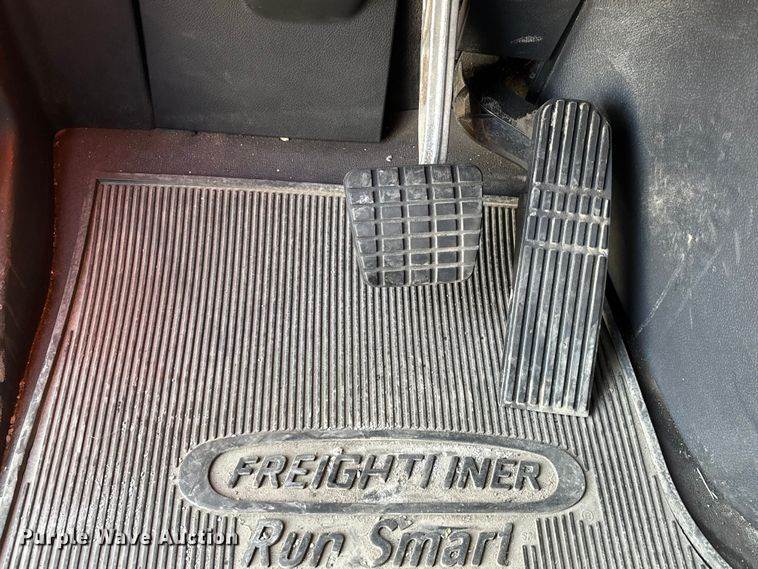 FREIGHTLINER
Run Smart
Purple Wave Auction